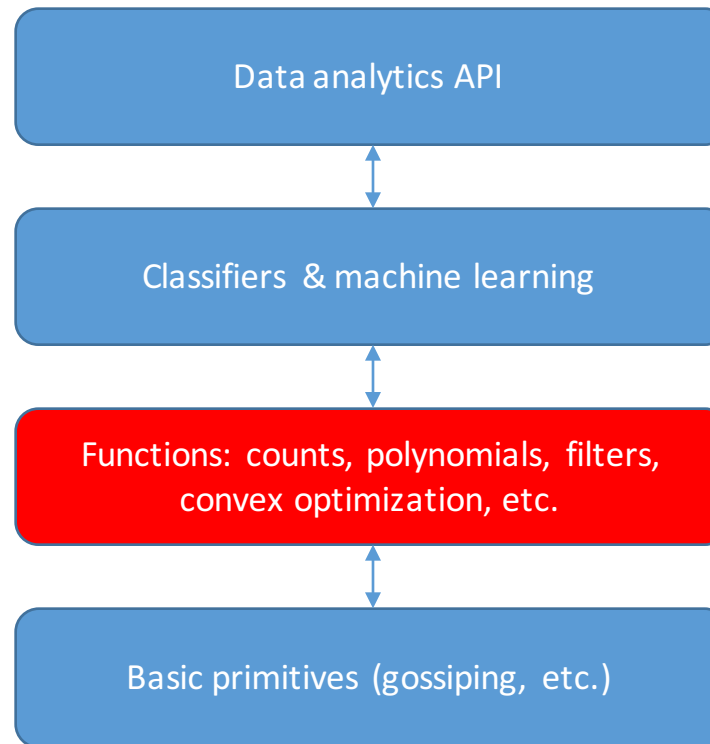 Data analytics API
Classifiers & machine learning
Functions: counts, polynomials, filters,
convex optimization, etc.
Basic primitives (gossiping, etc.)